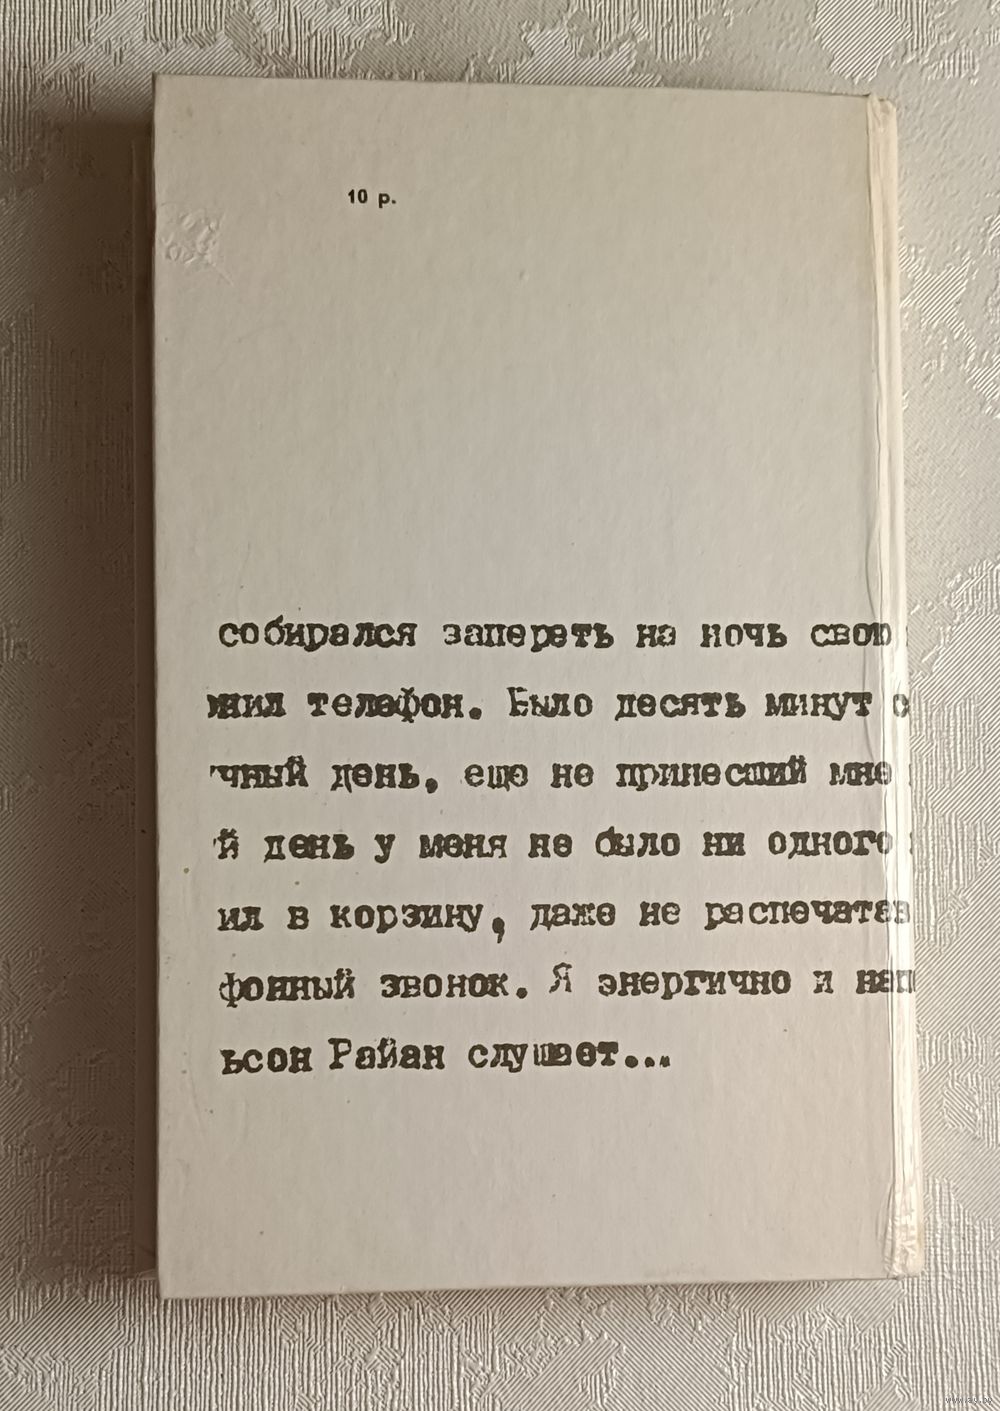 10 р.
собирался запереть на ночь свою
нил телефон. Было десять минут с
чный день, еще не принесший мне
й день у меня не было ни одного
ил в корзину, даже не распечатав
фонный звонок. Я энергично и нап
ьсон Райан слушает...